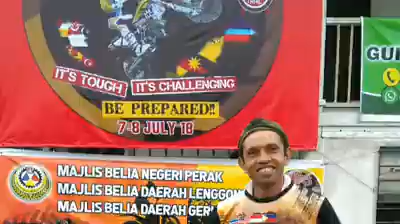 IT'S TOUGH IT'S CHALLENGING
BE PREPARED!!
7-8 JULY 18
MAJLIS BELIA NEGERI PERAK
MAJLIS BELIA DAERAH LENGGO
MAJLIS BELIA DAERAH GER
GU